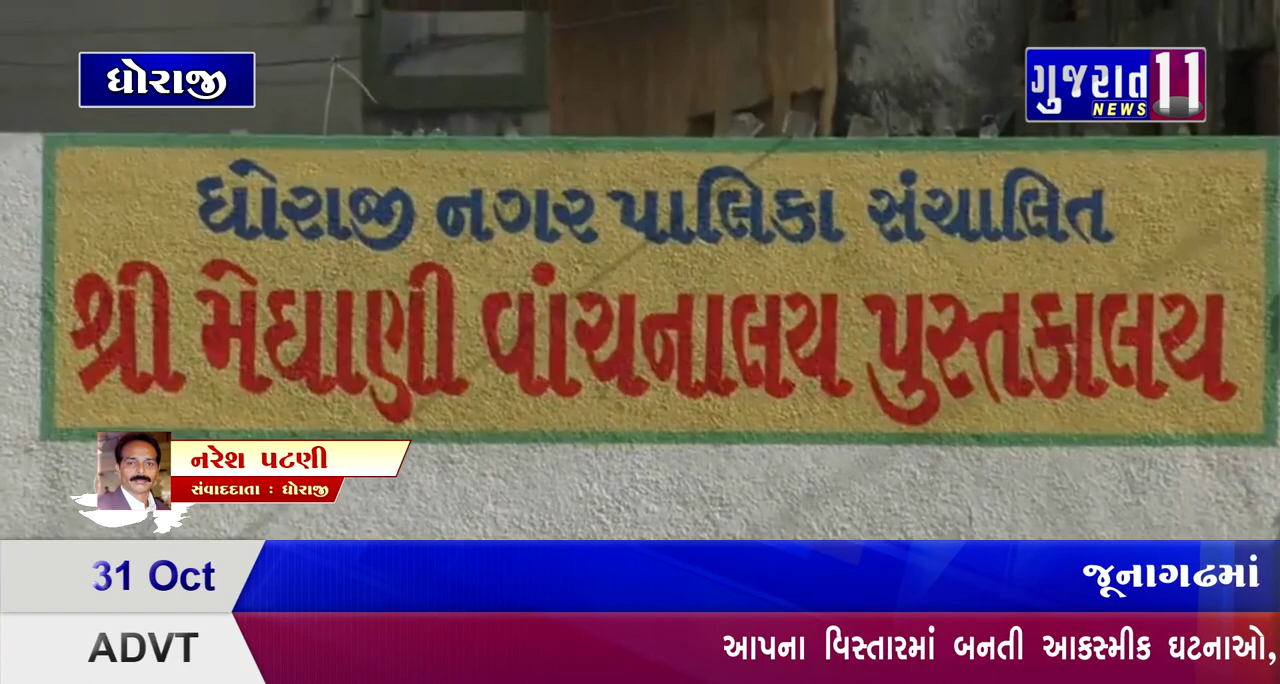 ધોરાજી
ગુજરાત 11
NEWS
ધોરાજી નગર પાલિકા સંચાલિત
શ્રી મેઘાણી વાંચનાલય પુસ્તકાલય
નરેશ પટણી
સંવાદદાતા : ધોરાજી
31 Oct
જૂનાગઢમાં
ADVT
આપના વિસ્તારમાં બનતી આકસ્મીક ઘટનાઓ,